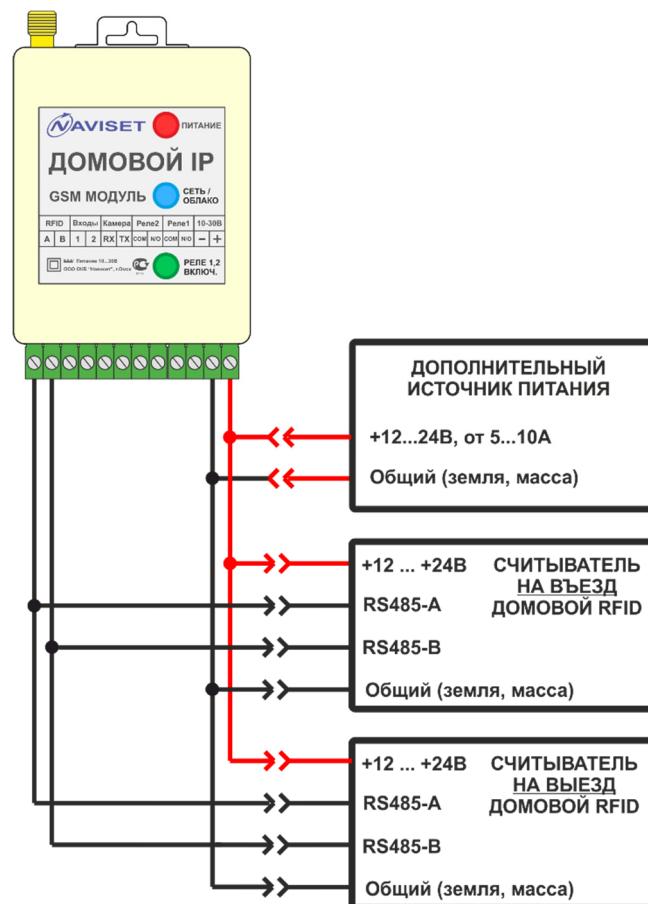 NAVISET
ПИТАНИЕ
ДОМОВОЙ IP
GSM МОДУЛЬ
СЕТЬ /
ОБЛАКО
RFID Входы Камера Реле2 Реле1 10-30В
A B 1 2 RX TX COM N/O COM N/O − +
Питание 10...30В
РЕЛЕ 1,2
ВКЛЮЧ.
ДОПОЛНИТЕЛЬНЫЙ
ИСТОЧНИК ПИТАНИЯ
+12...24В, от 5...10А
Общий (земля, масса)
+12 ... +24В СЧИТЫВАТЕЛЬ
НА ВЪЕЗД
RS485-A ДОМОВОЙ RFID
RS485-B
Общий (земля, масса)
+12 ... +24В СЧИТЫВАТЕЛЬ
НА ВЫЕЗД
RS485-A ДОМОВОЙ RFID
RS485-B
Общий (земля, масса)